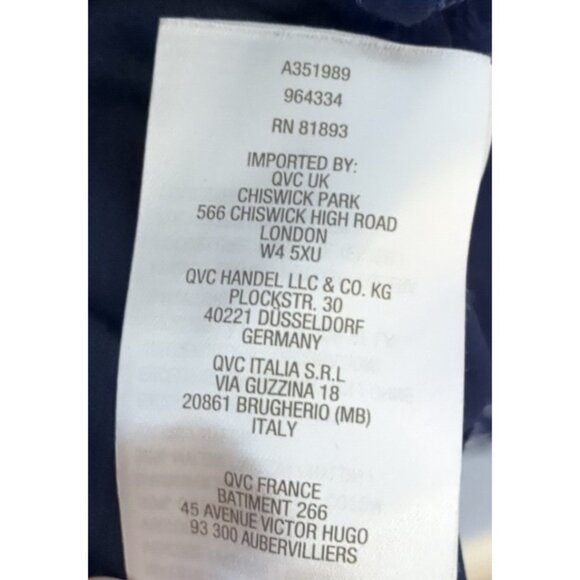 A351989
964334
RN 81893
IMPORTED BY:
QVC UK
CHISWICK PARK
566 CHISWICK HIGH ROAD
LONDON
W4 5XU
QVC HANDEL LLC & CO. KG
PLOCKSTR. 30
40221 DÜSSELDORF
GERMANY
QVC ITALIA S.R.L
VIA GUZZINA 18
20861 BRUGHERIO (MB)
ITALY
QVC FRANCE
BATIMENT 266
45 AVENUE VICTOR HUGO
93 300 AUBERVILLIERS